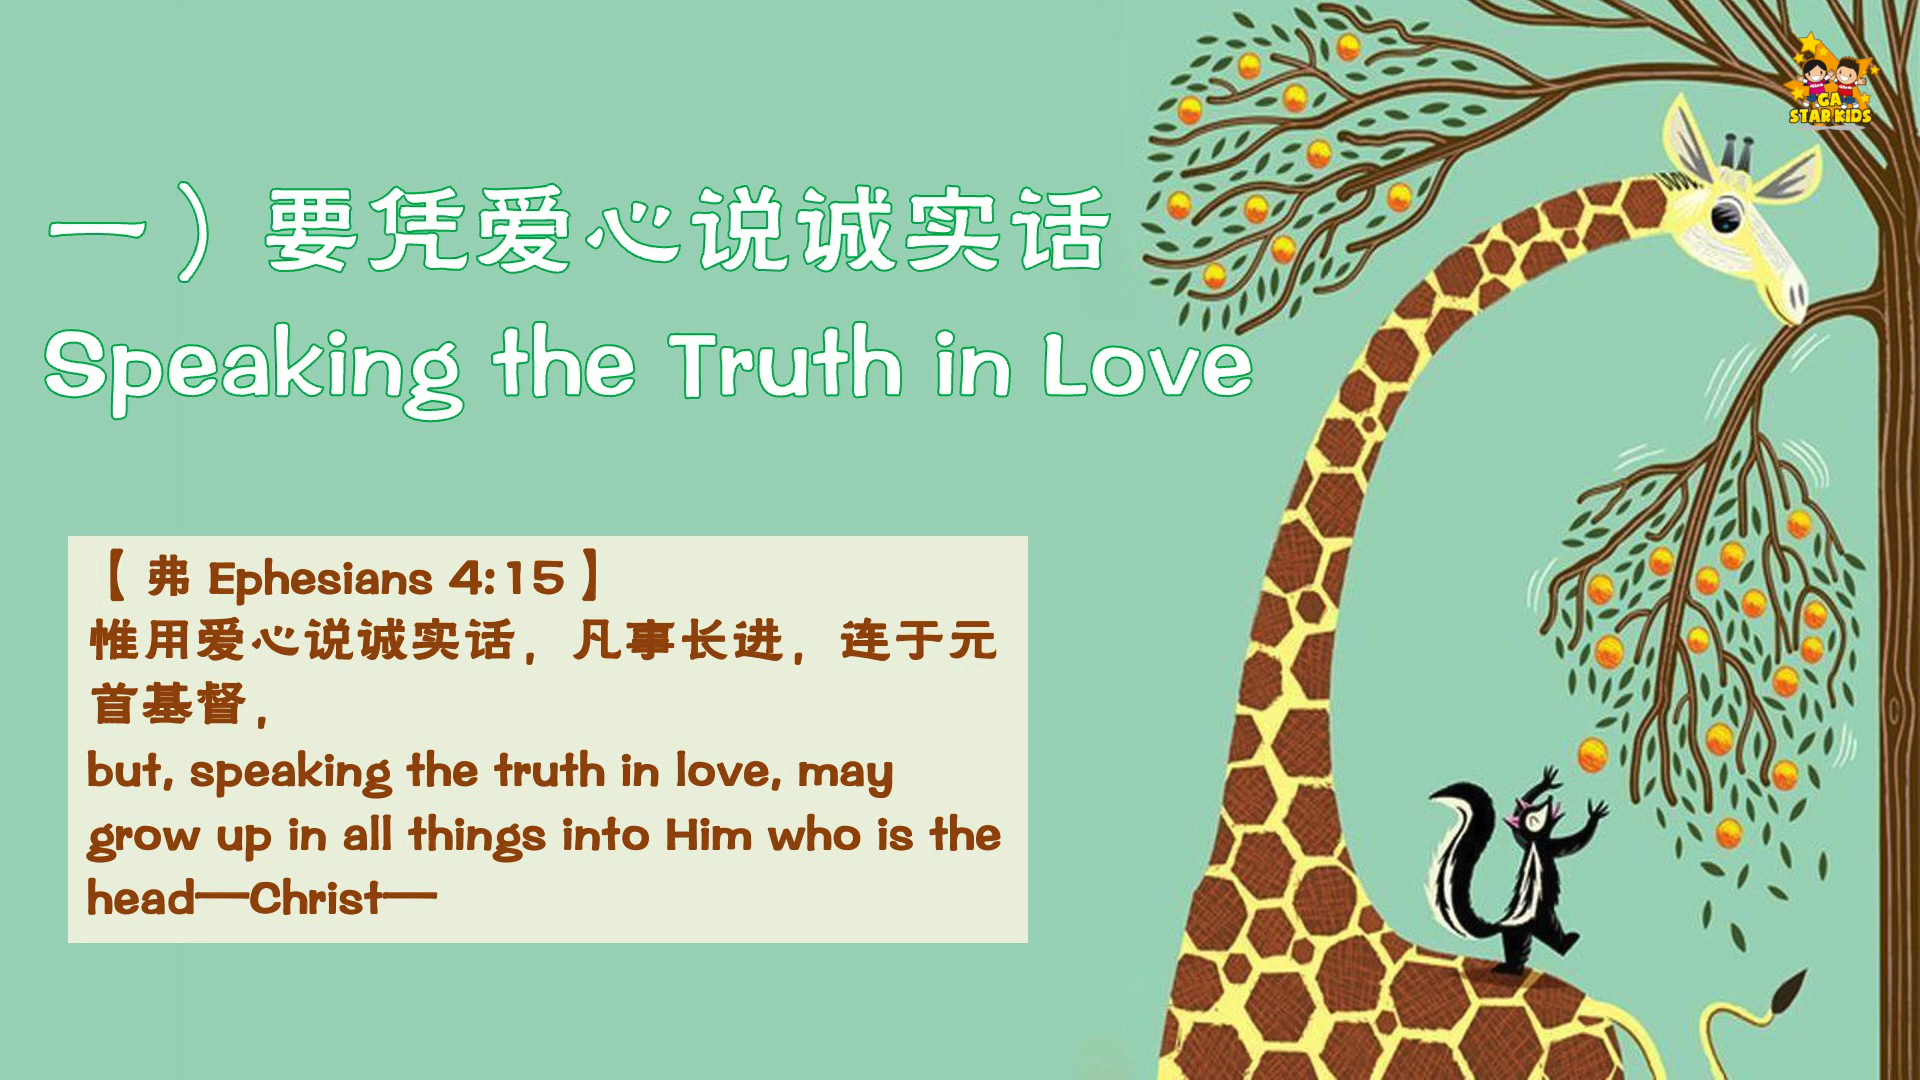 一）要凭爱心说诚实话
Speaking the Truth in Love
【 弗 Ephesians 4:15 】
惟用爱心说诚实话，凡事长进，连于元
首基督，
but, speaking the truth in love, may
grow up in all things into Him who is the
head—Christ—
GA
STAR KIDS